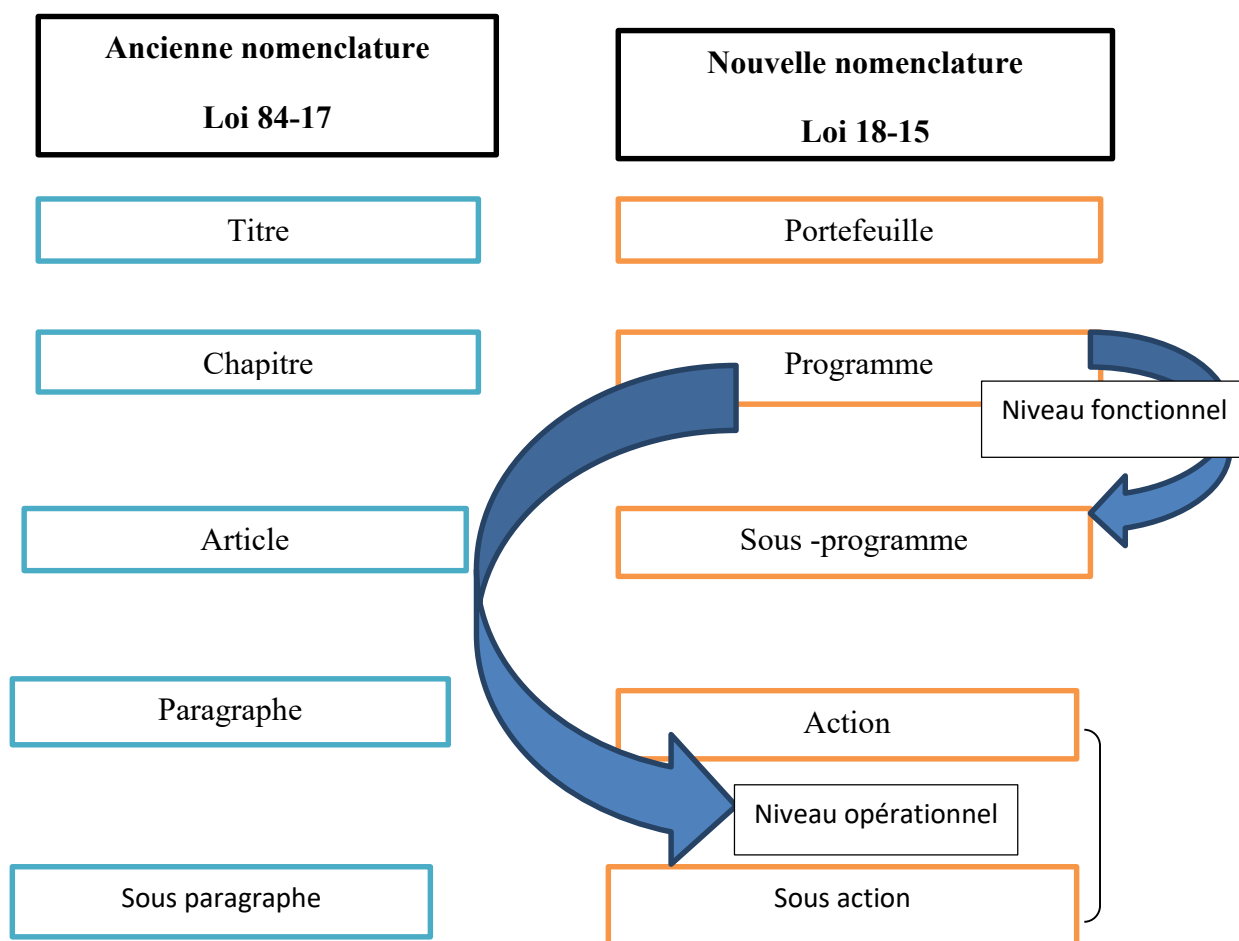 Ancienne nomenclature
Loi 84-17
Nouvelle nomenclature
Loi 18-15
Titre
Portefeuille
Chapitre
Programme
Niveau fonctionnel
Article
Sous -programme
Paragraphe
Action
Niveau opérationnel
Sous paragraphe
Sous action